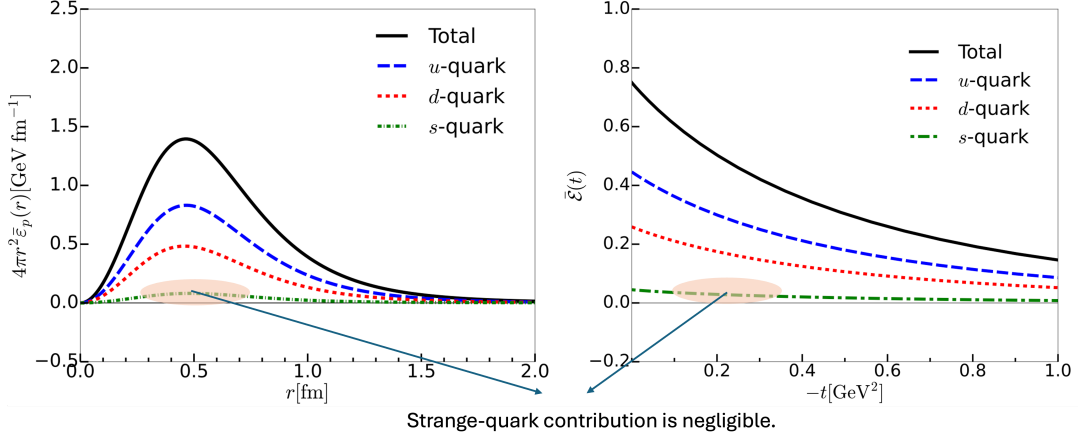 2.5
2.0
1.5
1.0
0.5
0.0
−0.5
4πr²ε̄ₚ(r)[GeV fm⁻¹]
Total
u-quark
d-quark
s-quark
0.0 0.5 1.0 1.5 2.0
r[fm]
1.0
0.8
0.6
0.4
0.2
0.0
−0.2
ℰ̄(t)
Total
u-quark
d-quark
s-quark
0.2 0.4 0.6 0.8 1.0
−t[GeV²]
Strange-quark contribution is negligible.